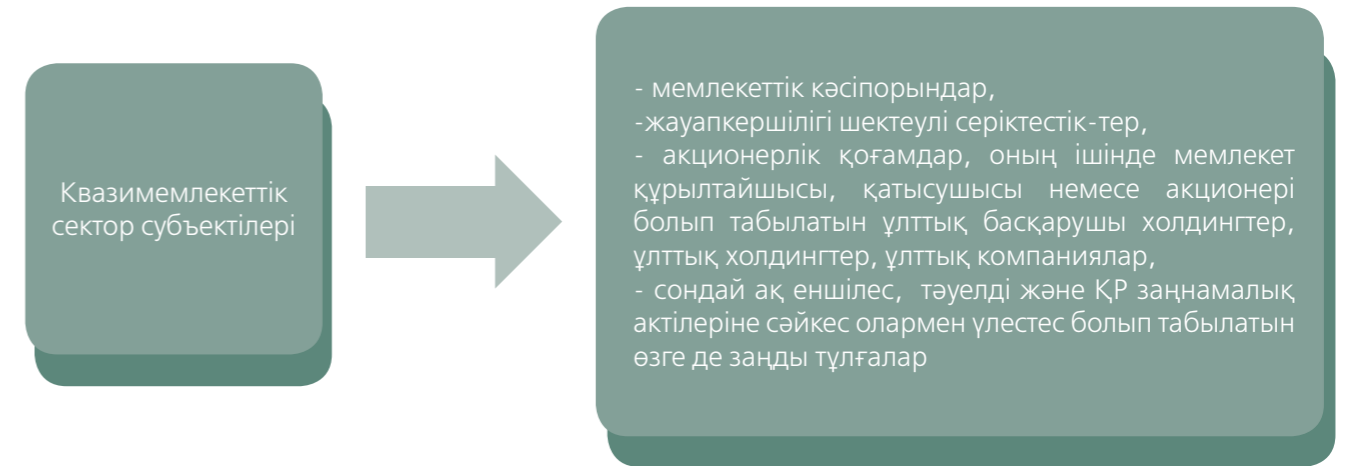 Квазимемлекеттік
сектор субъектілері
- мемлекеттік кәсіпорындар,
-жауапкершілігі шектеулі серіктестік-тер,
- акционерлік қоғамдар, оның ішінде мемлекет
құрылтайшысы, қатысушысы немесе акционері
болып табылатын ұлттық басқарушы холдингтер,
ұлттық холдингтер, ұлттық компаниялар,
- сондай ақ еншілес, тәуелді және ҚР заңнамалық
актілеріне сәйкес олармен үлестес болып табылатын
өзге де заңды тұлғалар